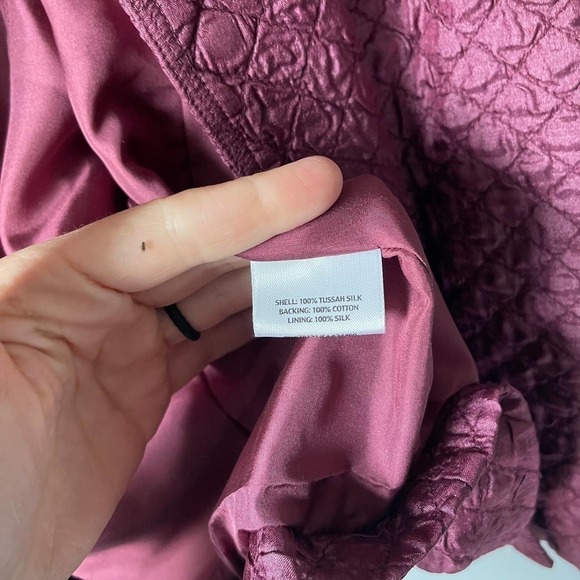 SHELL: 100% TUSSAH SILK
BACKING: 100% COTTON
LINING: 100% SILK